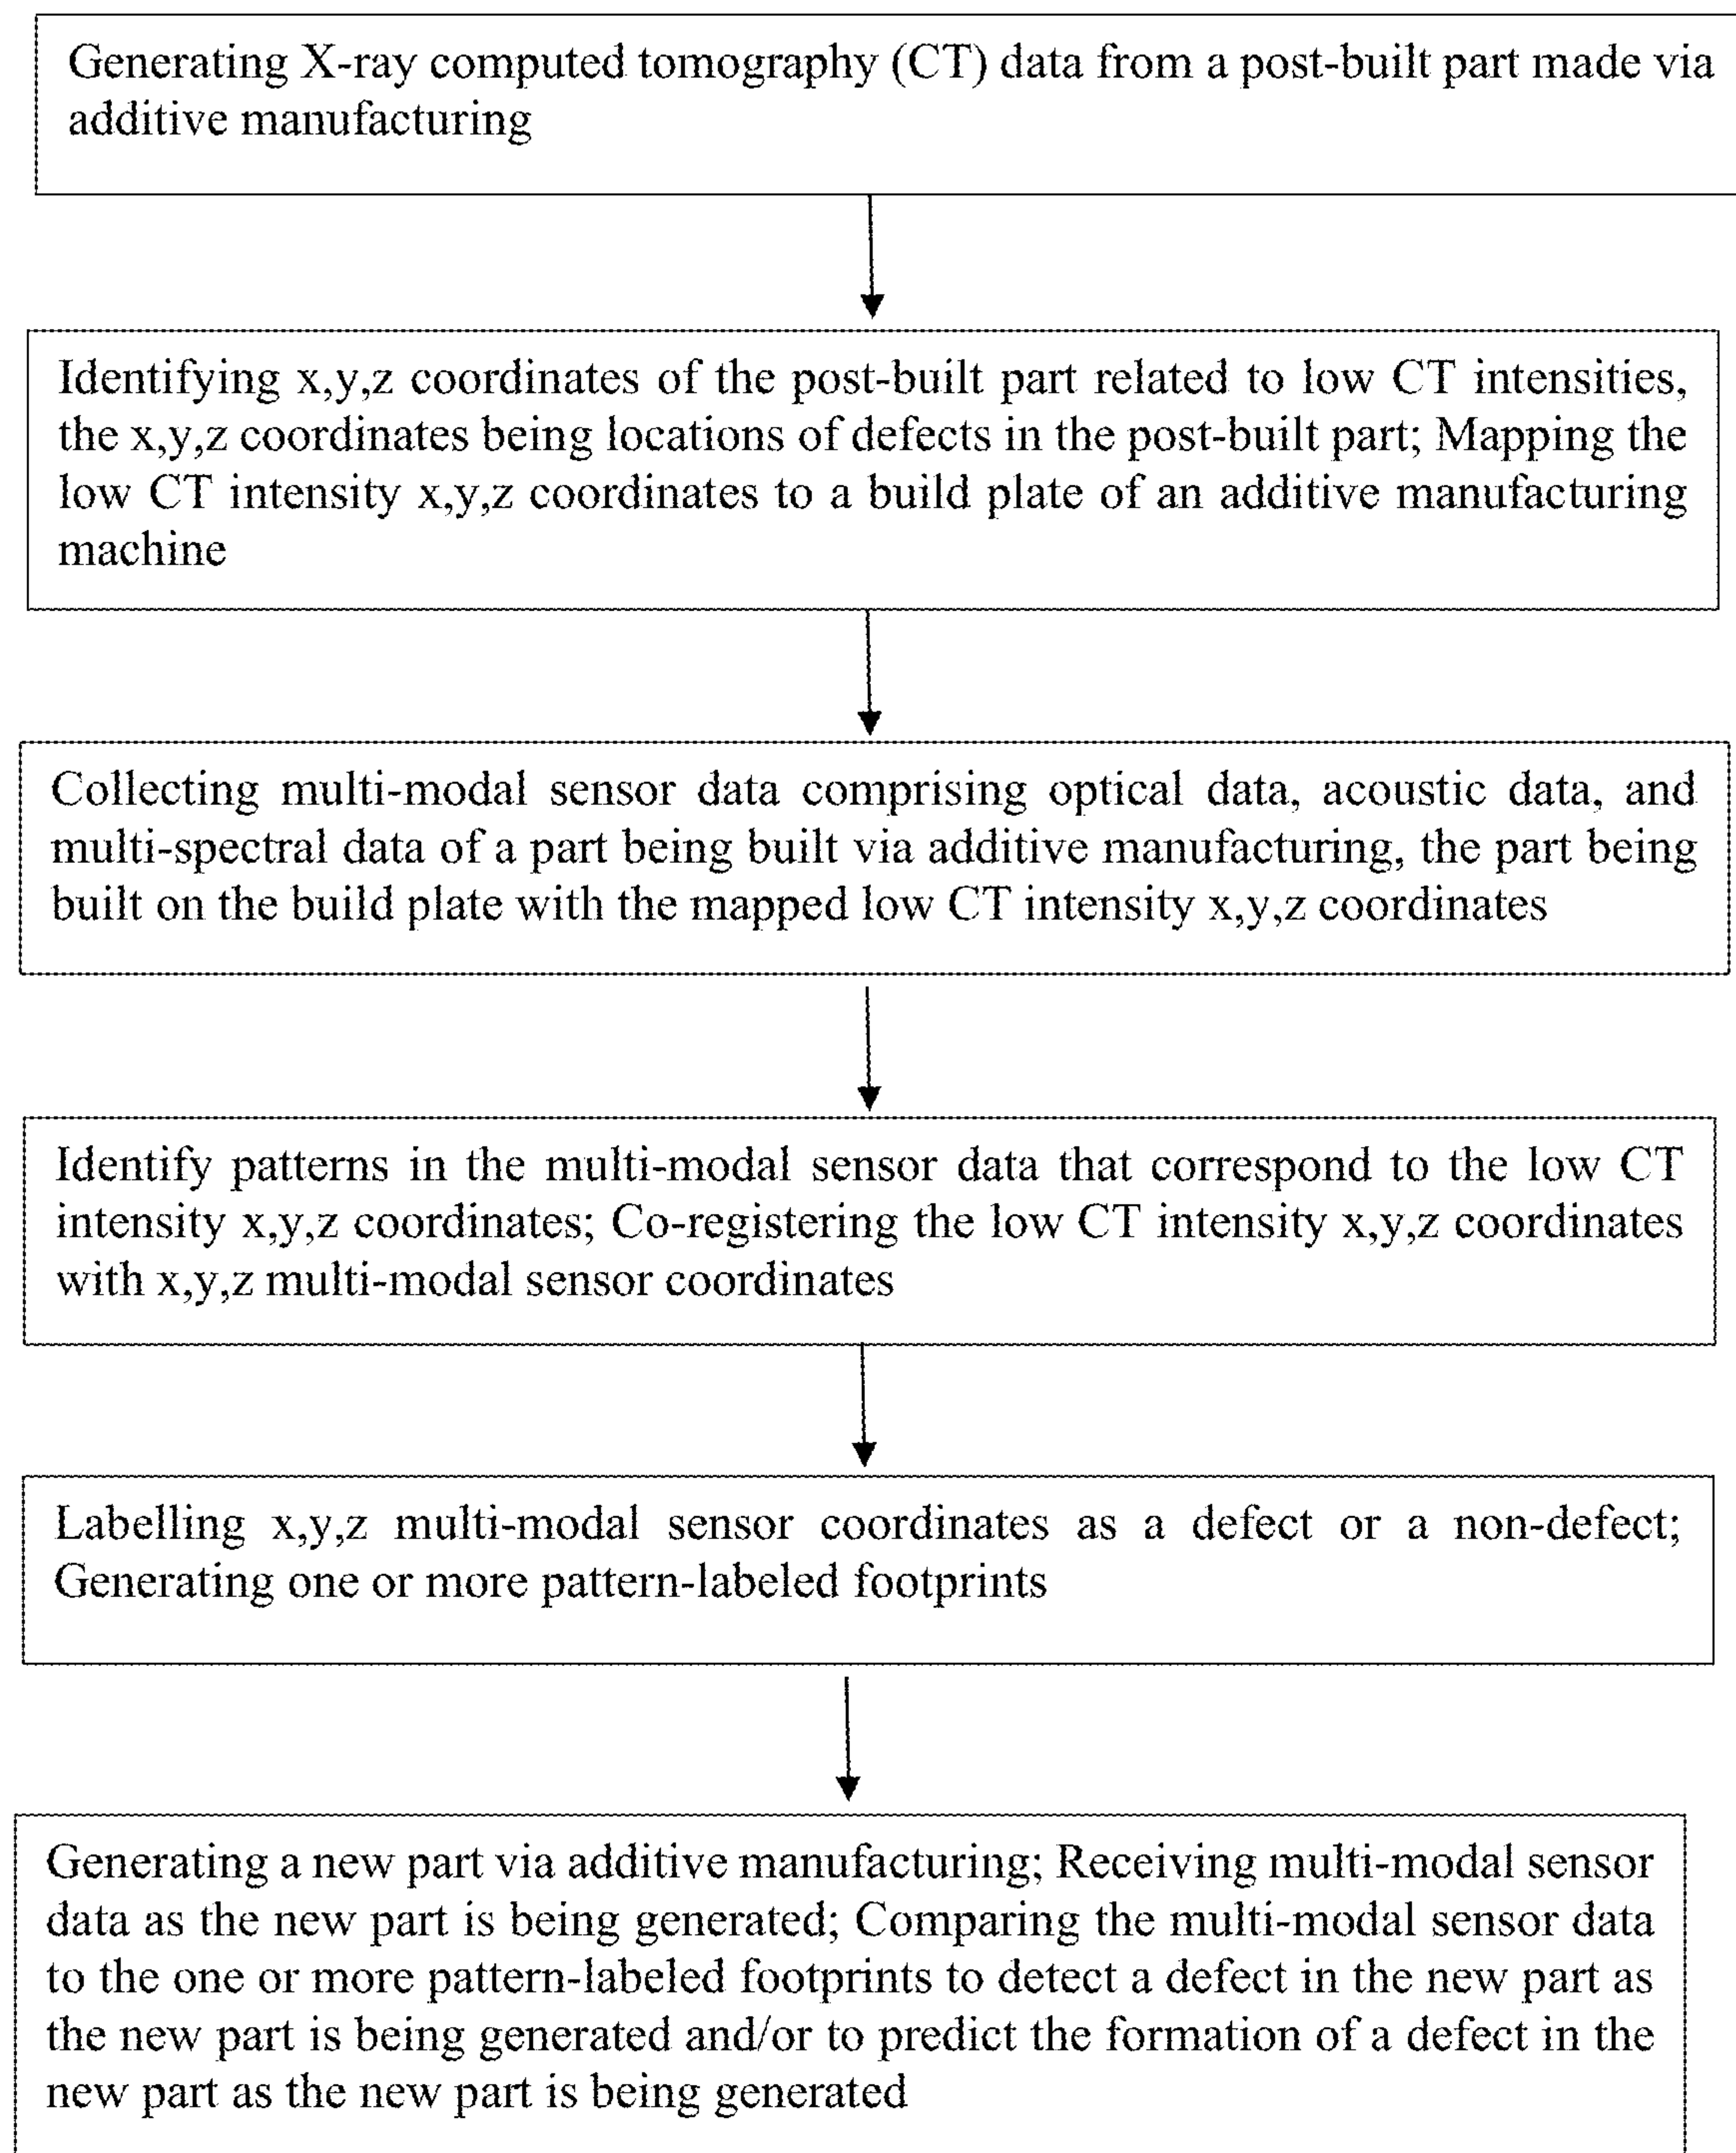 Generating X-ray computed tomography (CT) data from a post-built part made via
additive manufacturing
Identifying x,y,z coordinates of the post-built part related to low CT intensities,
the x,y,z coordinates being locations of defects in the post-built part; Mapping the
low CT intensity x,y,z coordinates to a build plate of an additive manufacturing
machine
Collecting multi-modal sensor data comprising optical data, acoustic data, and
multi-spectral data of a part being built via additive manufacturing, the part being
built on the build plate with the mapped low CT intensity x,y,z coordinates
Identify patterns in the multi-modal sensor data that correspond to the low CT
intensity x,y,z coordinates; Co-registering the low CT intensity x,y,z coordinates
with x,y,z multi-modal sensor coordinates
Labelling x,y,z multi-modal sensor coordinates as a defect or a non-defect;
Generating one or more pattern-labeled footprints
Generating a new part via additive manufacturing; Receiving multi-modal sensor
data as the new part is being generated; Comparing the multi-modal sensor data
to the one or more pattern-labeled footprints to detect a defect in the new part as
the new part is being generated and/or to predict the formation of a defect in the
new part as the new part is being generated